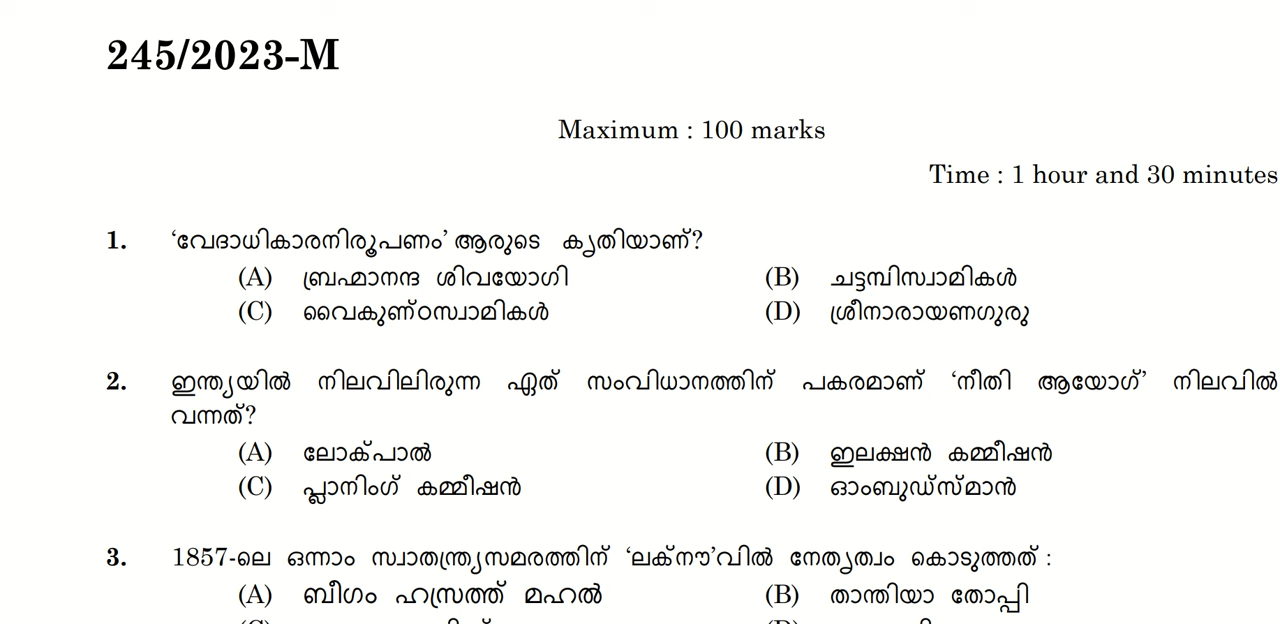 245/2023-M
Maximum : 100 marks
Time : 1 hour and 30 minutes
1. ‘വേദാധികാരനിരൂപണം’ ആരുടെ കൃതിയാണ്?
(A) ബ്രഹ്മാനന്ദ ശിവയോഗി (B) ചട്ടമ്പിസ്വാമികൾ
(C) വൈകുണ്ഠസ്വാമികൾ (D) ശ്രീനാരായണഗുരു
2. ഇന്ത്യയിൽ നിലവിലിരുന്ന ഏത് സംവിധാനത്തിന് പകരമാണ് ‘നീതി ആയോഗ്’ നിലവിൽ
വന്നത്?
(A) ലോക്പാൽ (B) ഇലക്ഷൻ കമ്മീഷൻ
(C) പ്ലാനിംഗ് കമ്മീഷൻ (D) ഓംബുഡ്സ്മാൻ
3. 1857-ലെ ഒന്നാം സ്വാതന്ത്ര്യസമരത്തിന് ‘ലക്നൗ’വിൽ നേതൃത്വം കൊടുത്തത് :
(A) ബീഗം ഹസ്രത്ത് മഹൽ (B) താന്തിയാ തോപ്പി